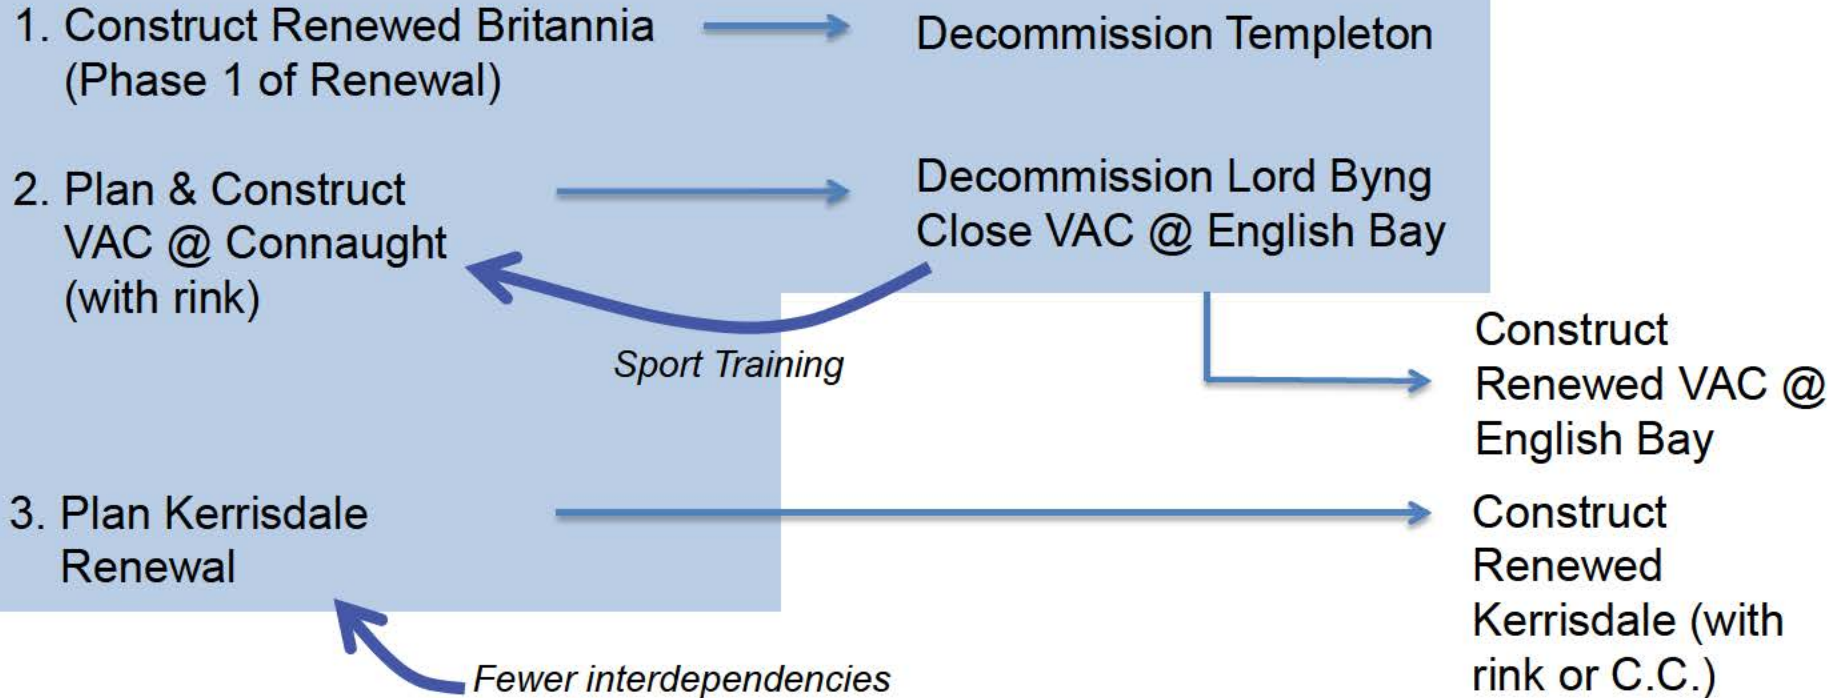 1. Construct Renewed Britannia
(Phase 1 of Renewal)
Decommission Templeton
2. Plan & Construct
VAC @ Connaught
(with rink)
Decommission Lord Byng
Close VAC @ English Bay
Sport Training
Construct
Renewed VAC @
English Bay
3. Plan Kerrisdale
Renewal
Construct
Renewed
Kerrisdale (with
rink or C.C.)
Fewer interdependencies